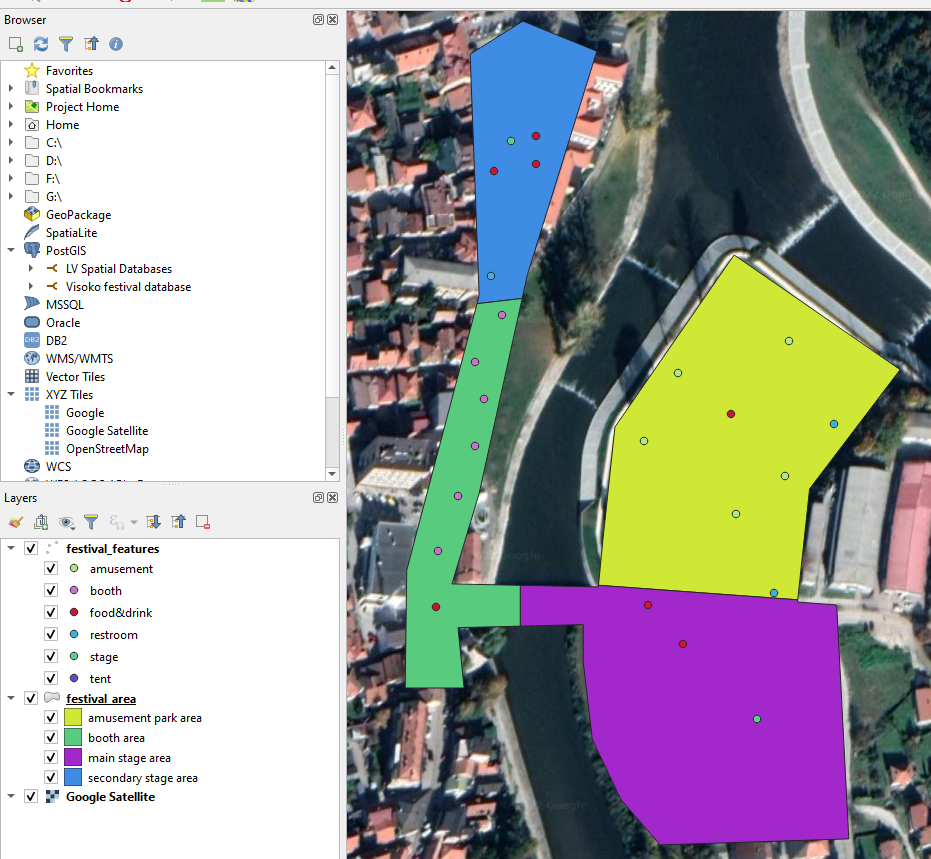 Browser
Favorites
Spatial Bookmarks
Project Home
Home
C:\
D:\
F:\
G:\
GeoPackage
SpatiaLite
PostGIS
LV Spatial Databases
Visoko festival database
MSSQL
Oracle
DB2
DB2
WMS/WMTS
Vector Tiles
XYZ Tiles
Google
Google Satellite
OpenStreetMap
WCS
Layers
festival_features
amusement
booth
food&drink
restroom
stage
tent
festival_area
amusement park area
booth area
main stage area
secondary stage area
Google Satellite
Google
Google